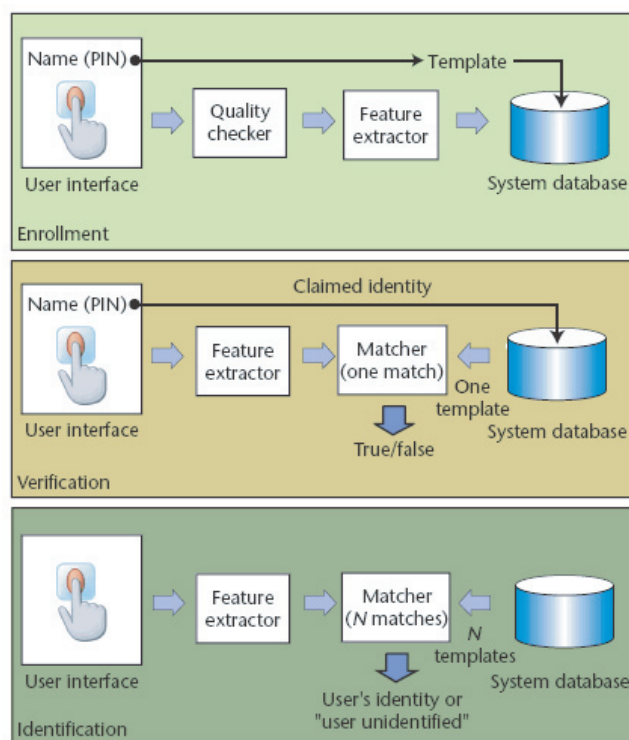 Name (PIN)
Template
Quality
checker
Feature
extractor
User interface
System database
Enrollment
Name (PIN)
Claimed identity
Feature
extractor
Matcher
(one match)
One
template
User interface
True/false
System database
Verification
Feature
extractor
Matcher
(N matches)
N
templates
User interface
System database
User's identity or
"user unidentified"
Identification